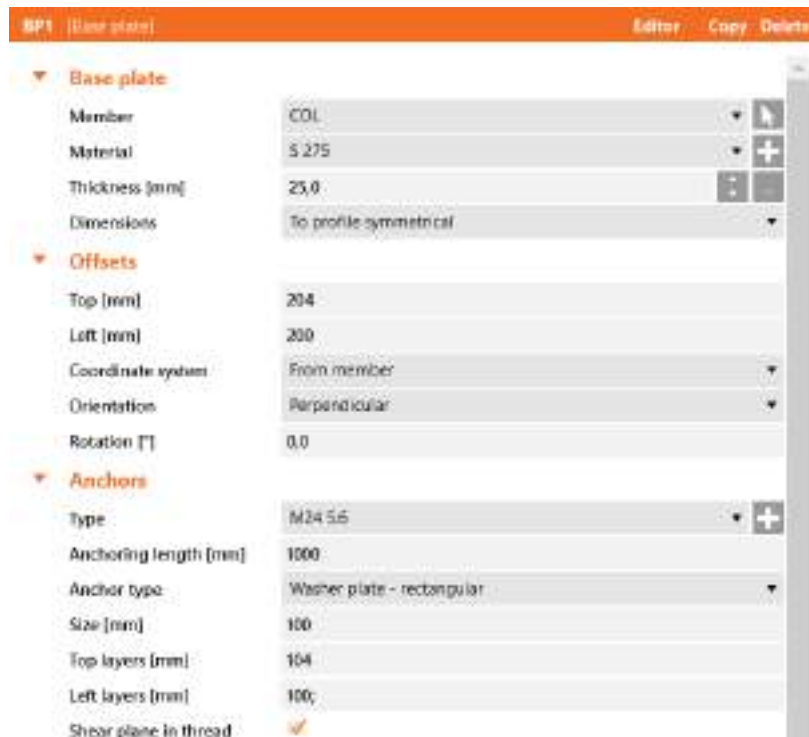 BP1 [Base plate] Editor Copy Delete
Base plate
Member COL
Material S 275
Thickness [mm] 25,0
Dimensions To profile symmetrical
Offsets
Top [mm] 204
Left [mm] 200
Coordinate system From member
Orientation Perpendicular
Rotation [°] 0,0
Anchors
Type M24 5.6
Anchoring length [mm] 1000
Anchor type Washer plate - rectangular
Size [mm] 100
Top layers [mm] 104
Left layers [mm] 100;
Shear plane in thread